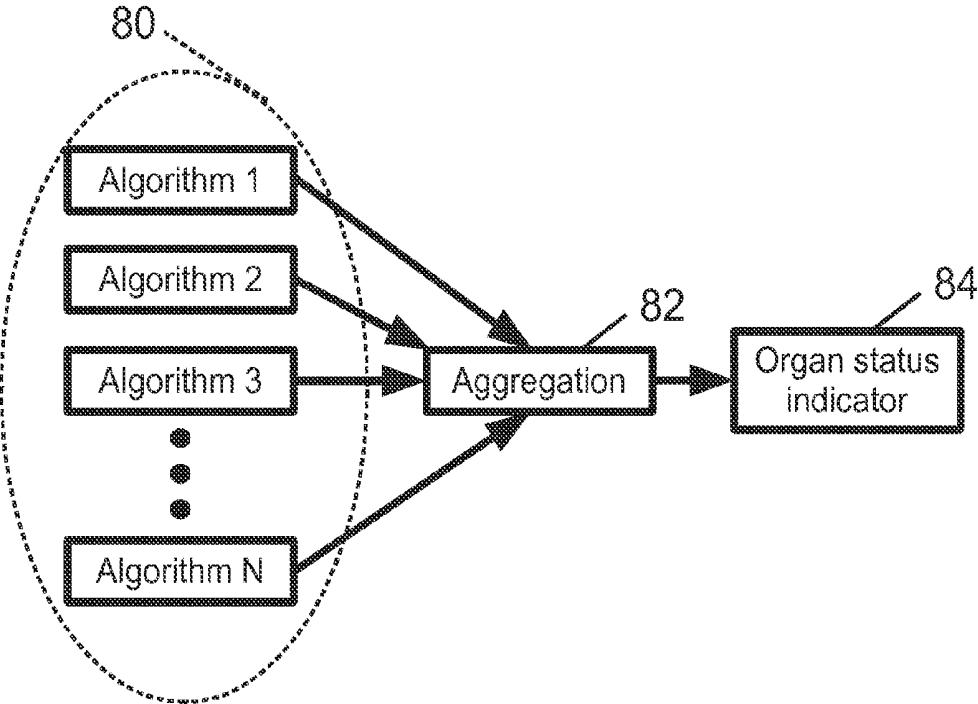 80
Algorithm 1
Algorithm 2
84
82
Algorithm 3
Aggregation
Organ status
indicator
Algorithm N